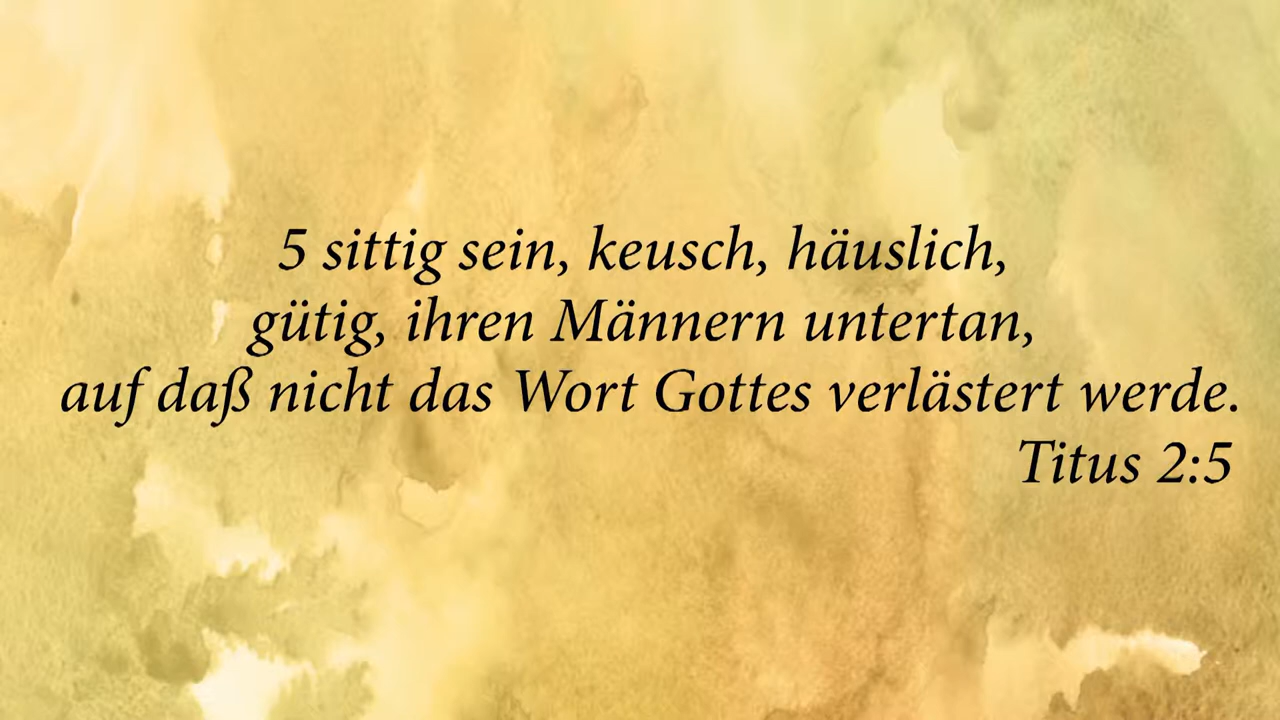 5 sittig sein, keusch, häuslich,
gütig, ihren Männern untertan,
auf daß nicht das Wort Gottes verlästert werde.
Titus 2:5